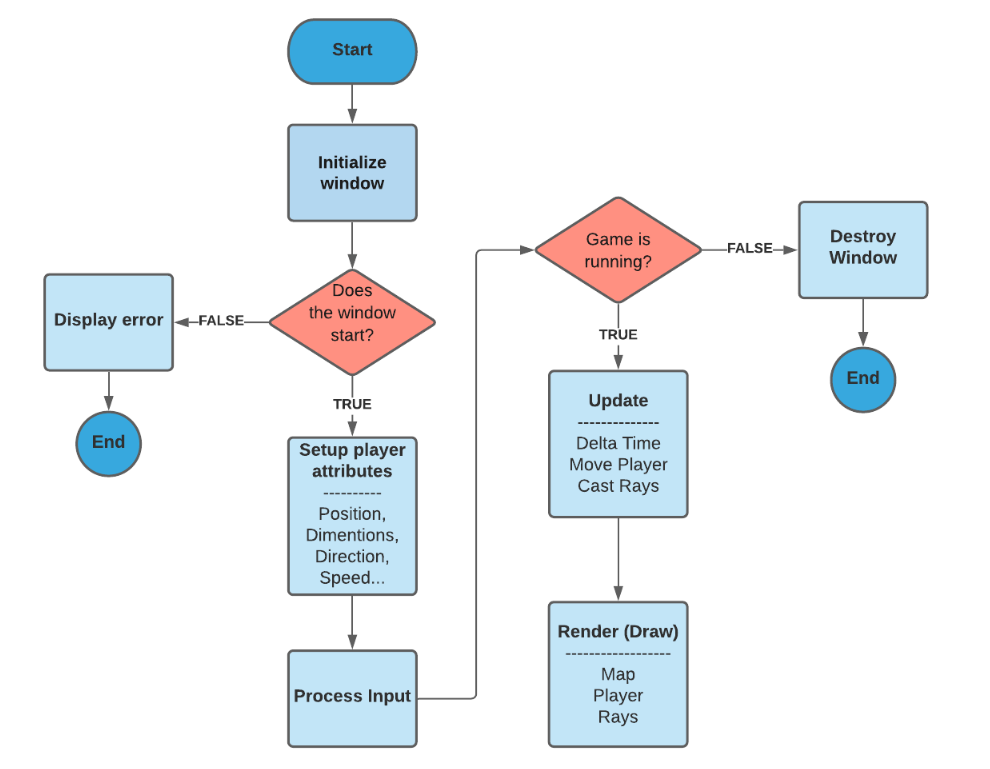 Start
Initialize
window
Does
the window
start?
FALSE
Display error
End
TRUE
Setup player
attributes
----------
Position,
Dimentions,
Direction,
Speed...
Process Input
Game is
running?
FALSE
Destroy
Window
End
TRUE
Update
--------------
Delta Time
Move Player
Cast Rays
Render (Draw)
------------------
Map
Player
Rays